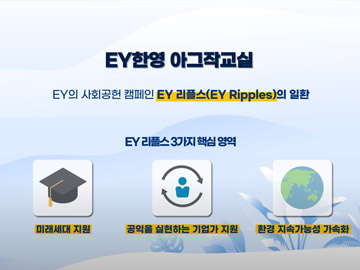 EY한영 아그작교실
EY의 사회공헌 캠페인 EY 리플스(EY Ripples)의 일환
EY 리플스 3가지 핵심 영역
미래세대 지원
공익을 실현하는 기업가 지원
환경 지속가능성 가속화